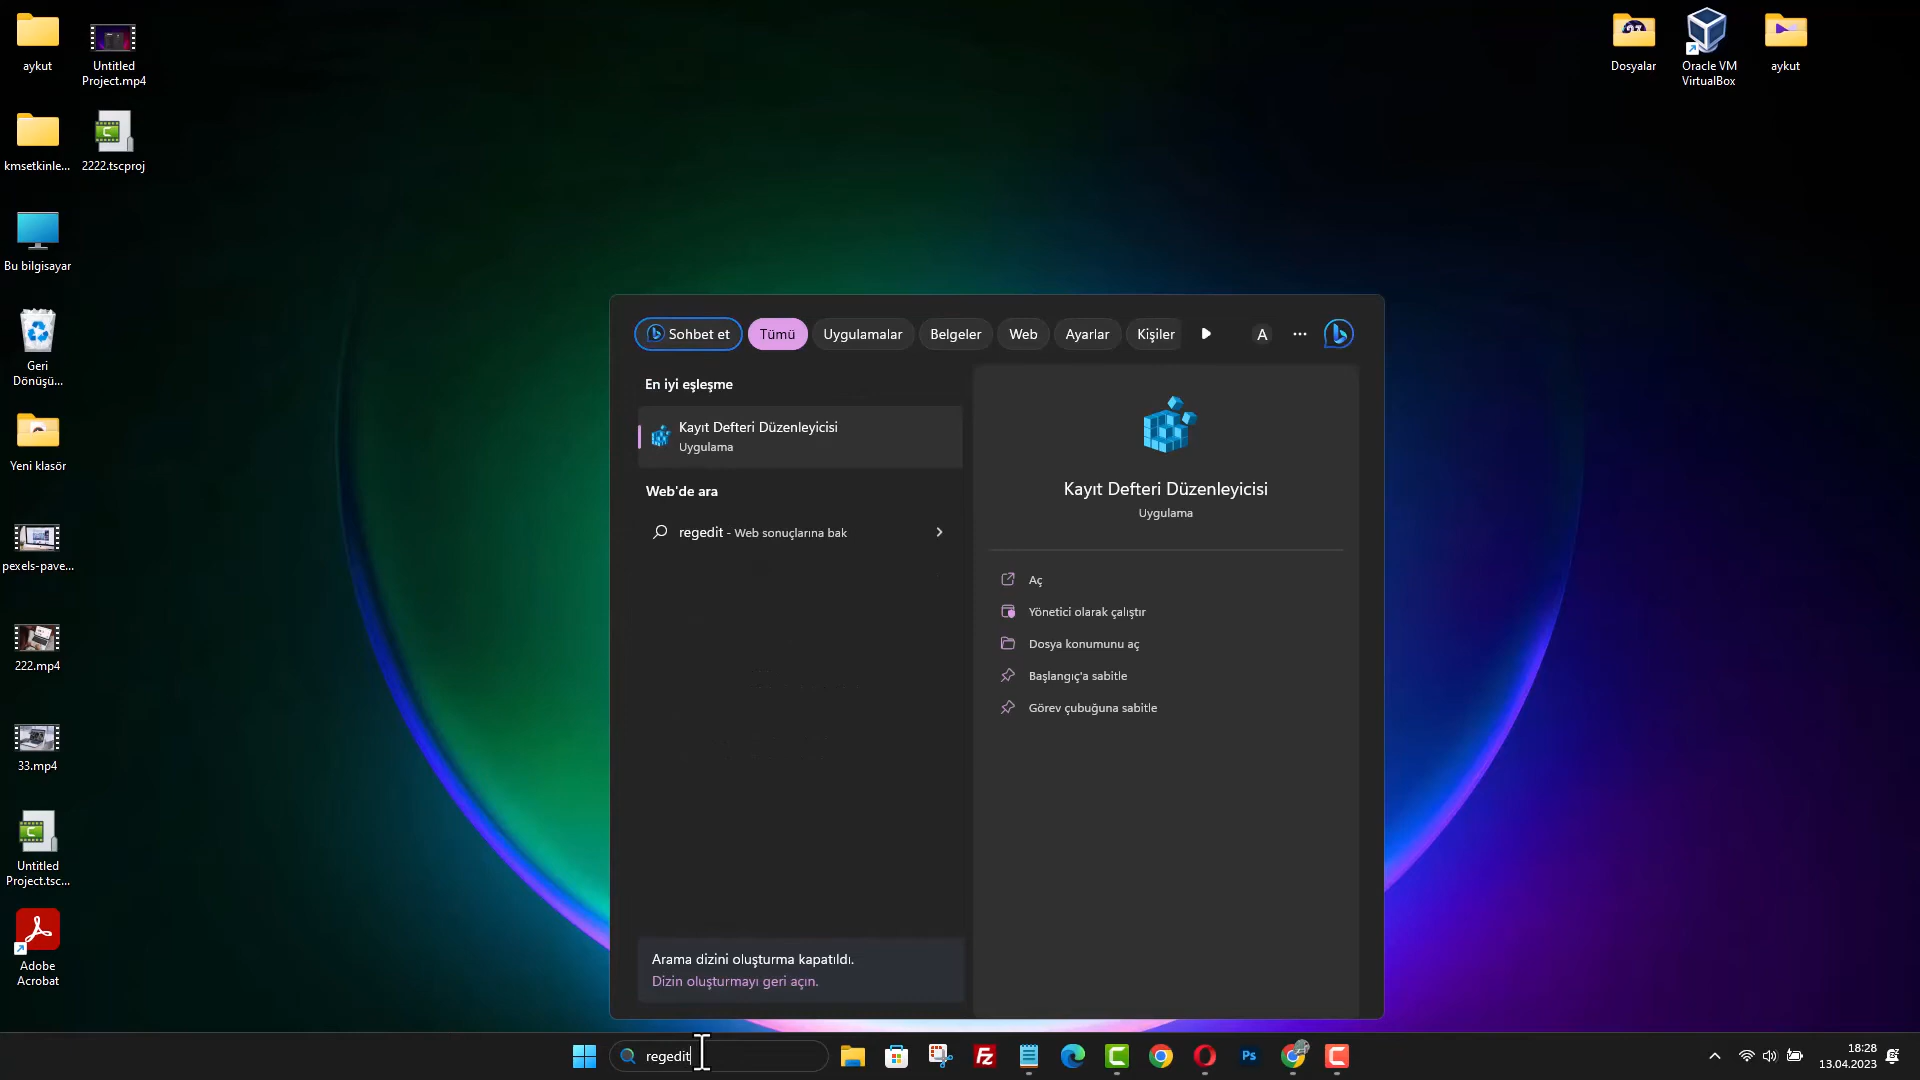 aykut
Untitled
Project.mp4
kmsetkinle...
2222.tscproj
Bu bilgisayar
Geri
Dönüşü...
Yeni klasör
pexels-pave...
222.mp4
33.mp4
Untitled
Project.tsc...
Adobe
Acrobat
Dosyalar
Oracle VM
VirtualBox
aykut
Sohbet et
Tümü
Uygulamalar
Belgeler
Web
Ayarlar
Kişiler
A
En iyi eşleşme
Kayıt Defteri Düzenleyicisi
Uygulama
Web'de ara
regedit - Web sonuçlarına bak
Kayıt Defteri Düzenleyicisi
Uygulama
Aç
Yönetici olarak çalıştır
Dosya konumunu aç
Başlangıç'a sabitle
Görev çubuğuna sabitle
Arama dizini oluşturma kapatıldı.
Dizin oluşturmayı geri açın.
regedit
Fz
Ps
18:28
13.04.2023